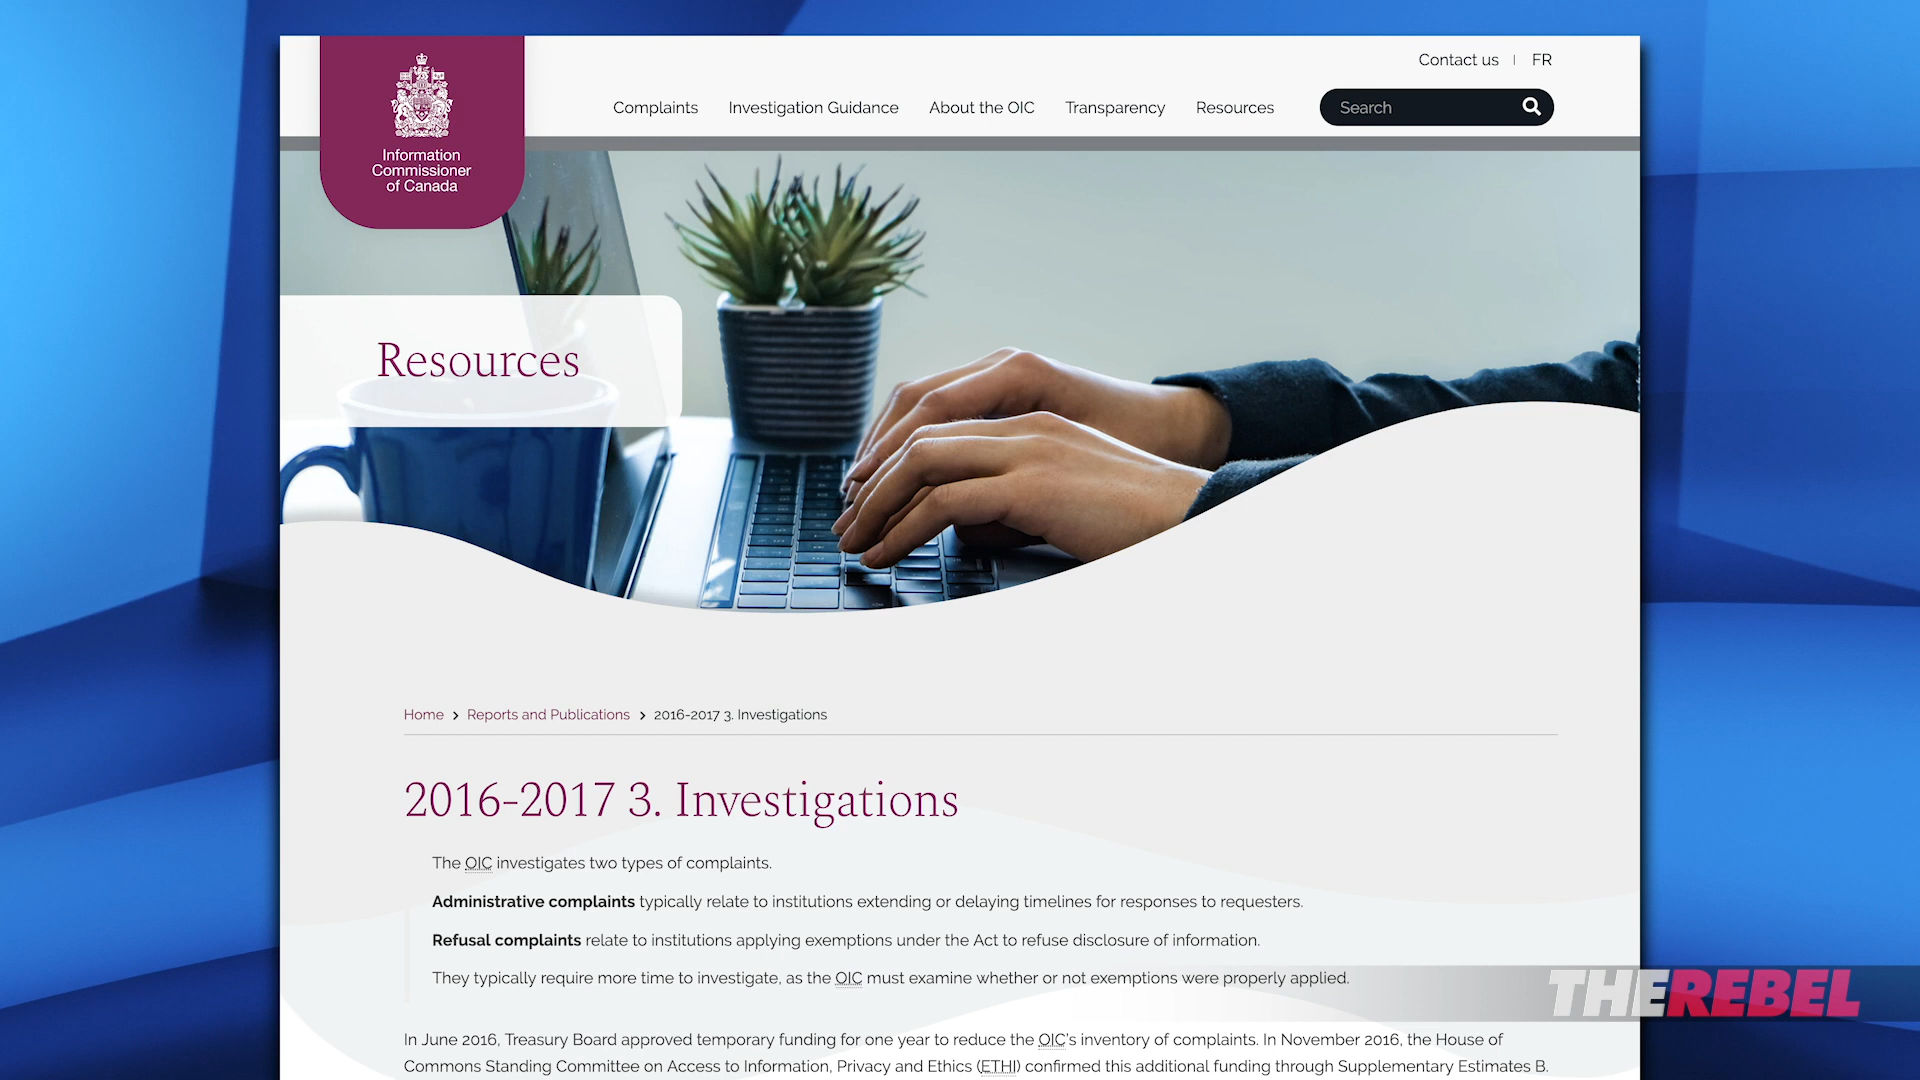 Contact us | FR
Complaints Investigation Guidance About the OIC Transparency Resources Search
Information
Commissioner
of Canada
Resources
Home > Reports and Publications > 2016-2017 3. Investigations
2016-2017 3. Investigations
The OIC investigates two types of complaints.
Administrative complaints typically relate to institutions extending or delaying timelines for responses to requesters.
Refusal complaints relate to institutions applying exemptions under the Act to refuse disclosure of information.
They typically require more time to investigate, as the OIC must examine whether or not exemptions were properly applied.
THE REBEL
In June 2016, Treasury Board approved temporary funding for one year to reduce the OIC's inventory of complaints. In November 2016, the House of
Commons Standing Committee on Access to Information, Privacy and Ethics (ETHI) confirmed this additional funding through Supplementary Estimates B.